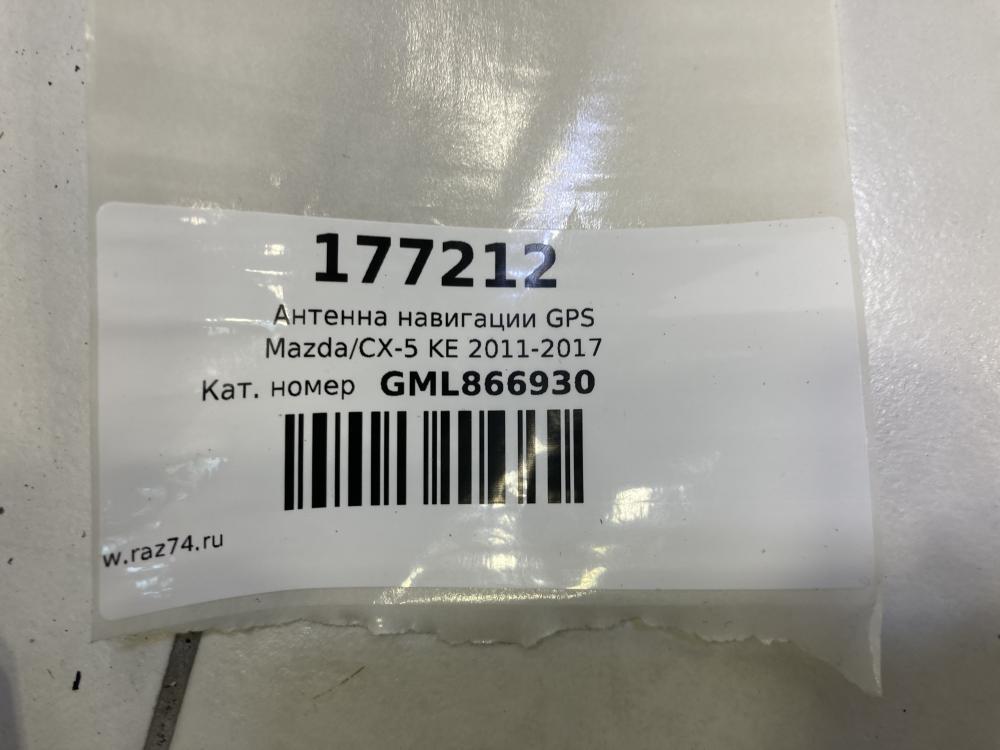 177212
Антенна навигации GPS
Mazda/CX-5 KE 2011-2017
Кат. номер GML866930
w.raz74.ru